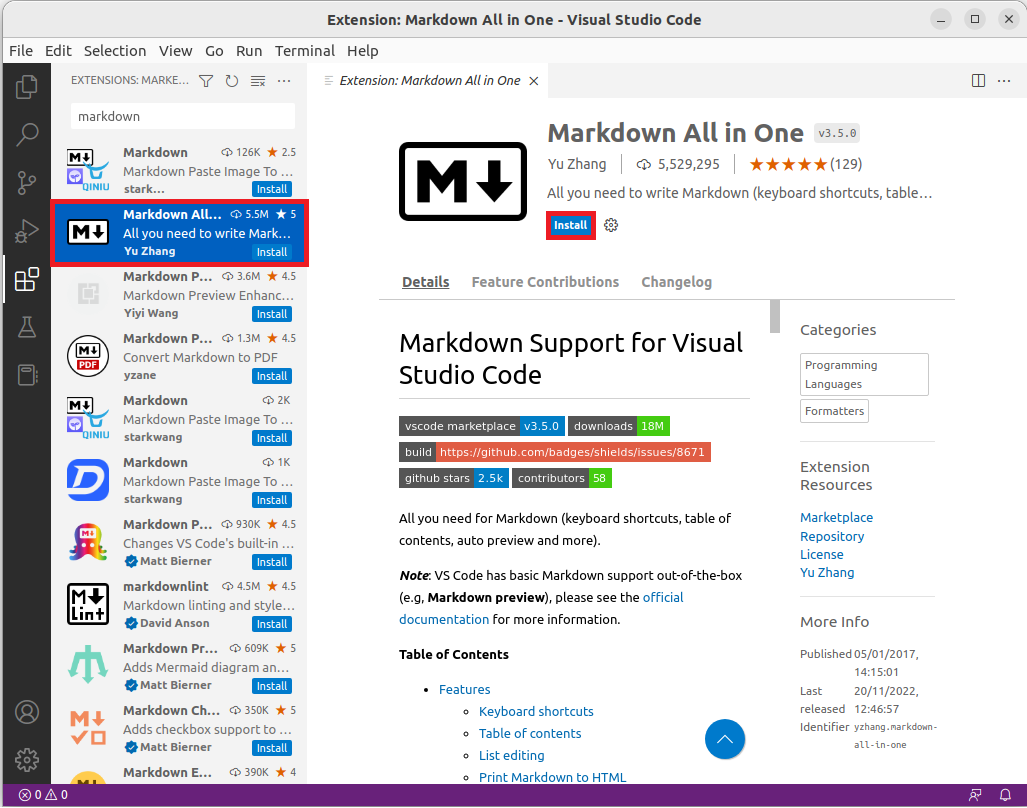 Extension: Markdown All in One - Visual Studio Code
File Edit Selection View Go Run Terminal Help
EXTENSIONS: MARKE...
markdown
Markdown 126K 2.5
Markdown Paste Image To ...
stark... Install
QINIU
Markdown All... 5.5M 5
All you need to write Mark...
Yu Zhang Install
Markdown P... 3.6M 4.5
Markdown Preview Enhanc...
Yiyi Wang Install
Markdown P... 1.3M 4.5
Convert Markdown to PDF
yzane Install
PDF
Markdown 2K
Markdown Paste Image To ...
starkwang Install
QINIU
Markdown 1K
Markdown Paste Image To ...
starkwang Install
Markdown P... 930K 4.5
Changes VS Code's built-in ...
Matt Bierner Install
markdownlint 4.5M 4.5
Markdown linting and style...
David Anson Install
Lint
Markdown Pr... 609K 5
Adds Mermaid diagram an...
Matt Bierner Install
Markdown Ch... 350K 5
Adds checkbox support to ...
Matt Bierner Install
Markdown E... 390K 4
Extension: Markdown All in One
M
Markdown All in One v3.5.0
Yu Zhang 5,529,295 (129)
All you need to write Markdown (keyboard shortcuts, table...
Install
Details Feature Contributions Changelog
Markdown Support for Visual
Studio Code
vscode marketplace v3.5.0 downloads 18M
build https://github.com/badges/shields/issues/8671
github stars 2.5k contributors 58
All you need for Markdown (keyboard shortcuts, table of
contents, auto preview and more).
Note: VS Code has basic Markdown support out-of-the-box
(e.g, Markdown preview), please see the official
documentation for more information.
Table of Contents
• Features
◦ Keyboard shortcuts
◦ Table of contents
◦ List editing
◦ Print Markdown to HTML
Categories
Programming
Languages
Formatters
Extension
Resources
Marketplace
Repository
License
Yu Zhang
More Info
Published 05/01/2017,
14:15:01
Last 20/11/2022,
released 12:46:57
Identifier yzhang.markdown-
all-in-one
0 0